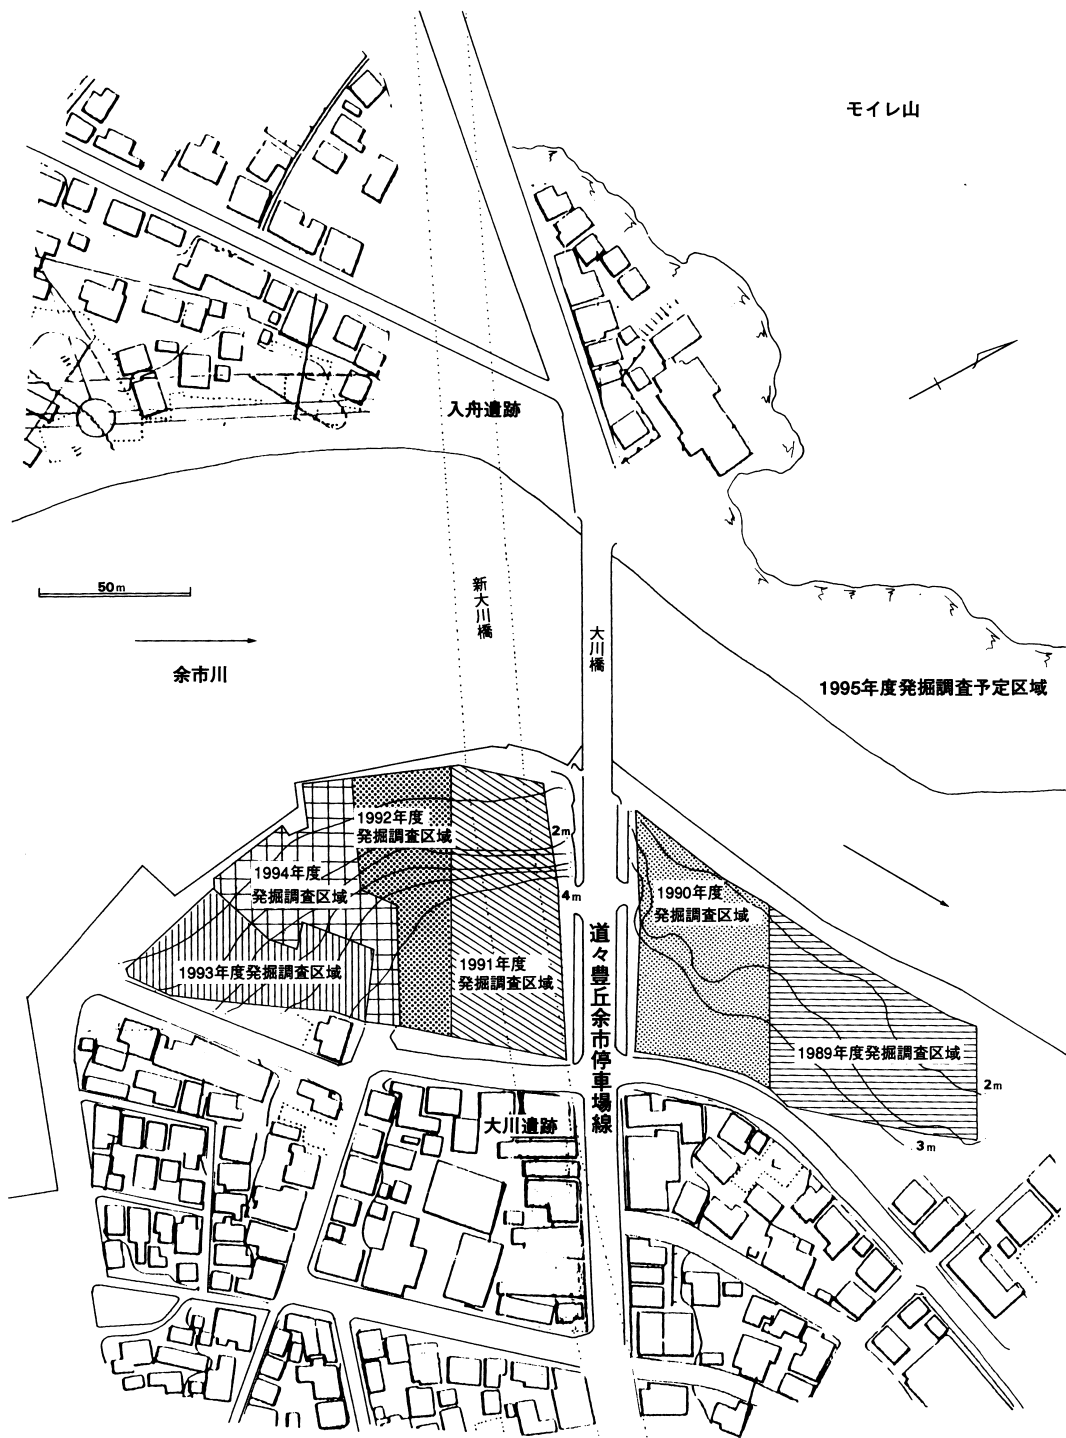 モイレ山
入舟遺跡
50m
新大川橋
大川橋
余市川
1995年度発掘調査予定区域
1992年度
発掘調査区域
2m
1994年度
発掘調査区域
4m
1990年度
発掘調査区域
道々豊丘余市停車場線
1993年度発掘調査区域
1991年度
発掘調査区域
1989年度発掘調査区域
2m
大川遺跡
3m